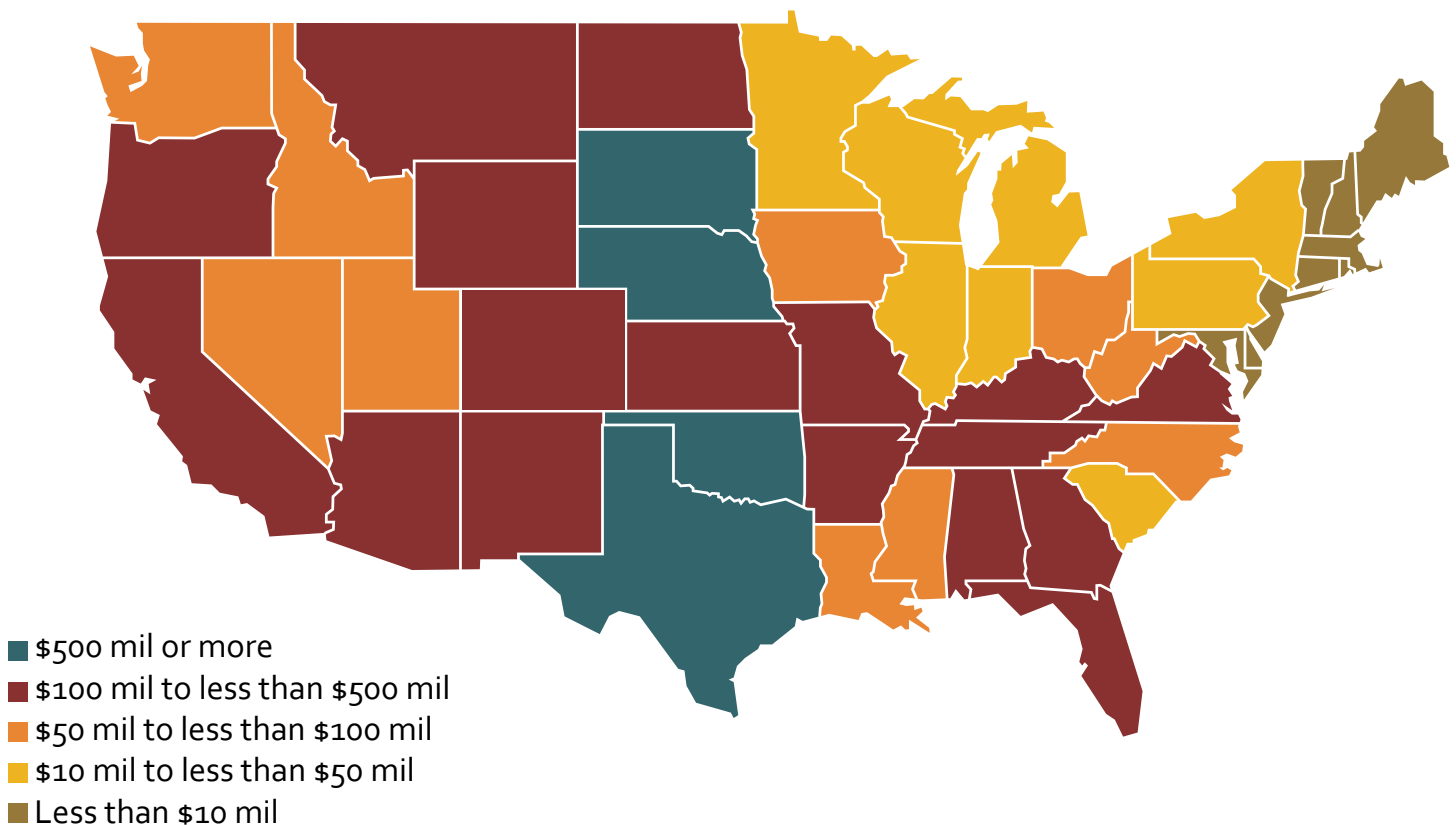 $500 mil or more
$100 mil to less than $500 mil
$50 mil to less than $100 mil
$10 mil to less than $50 mil
Less than $10 mil